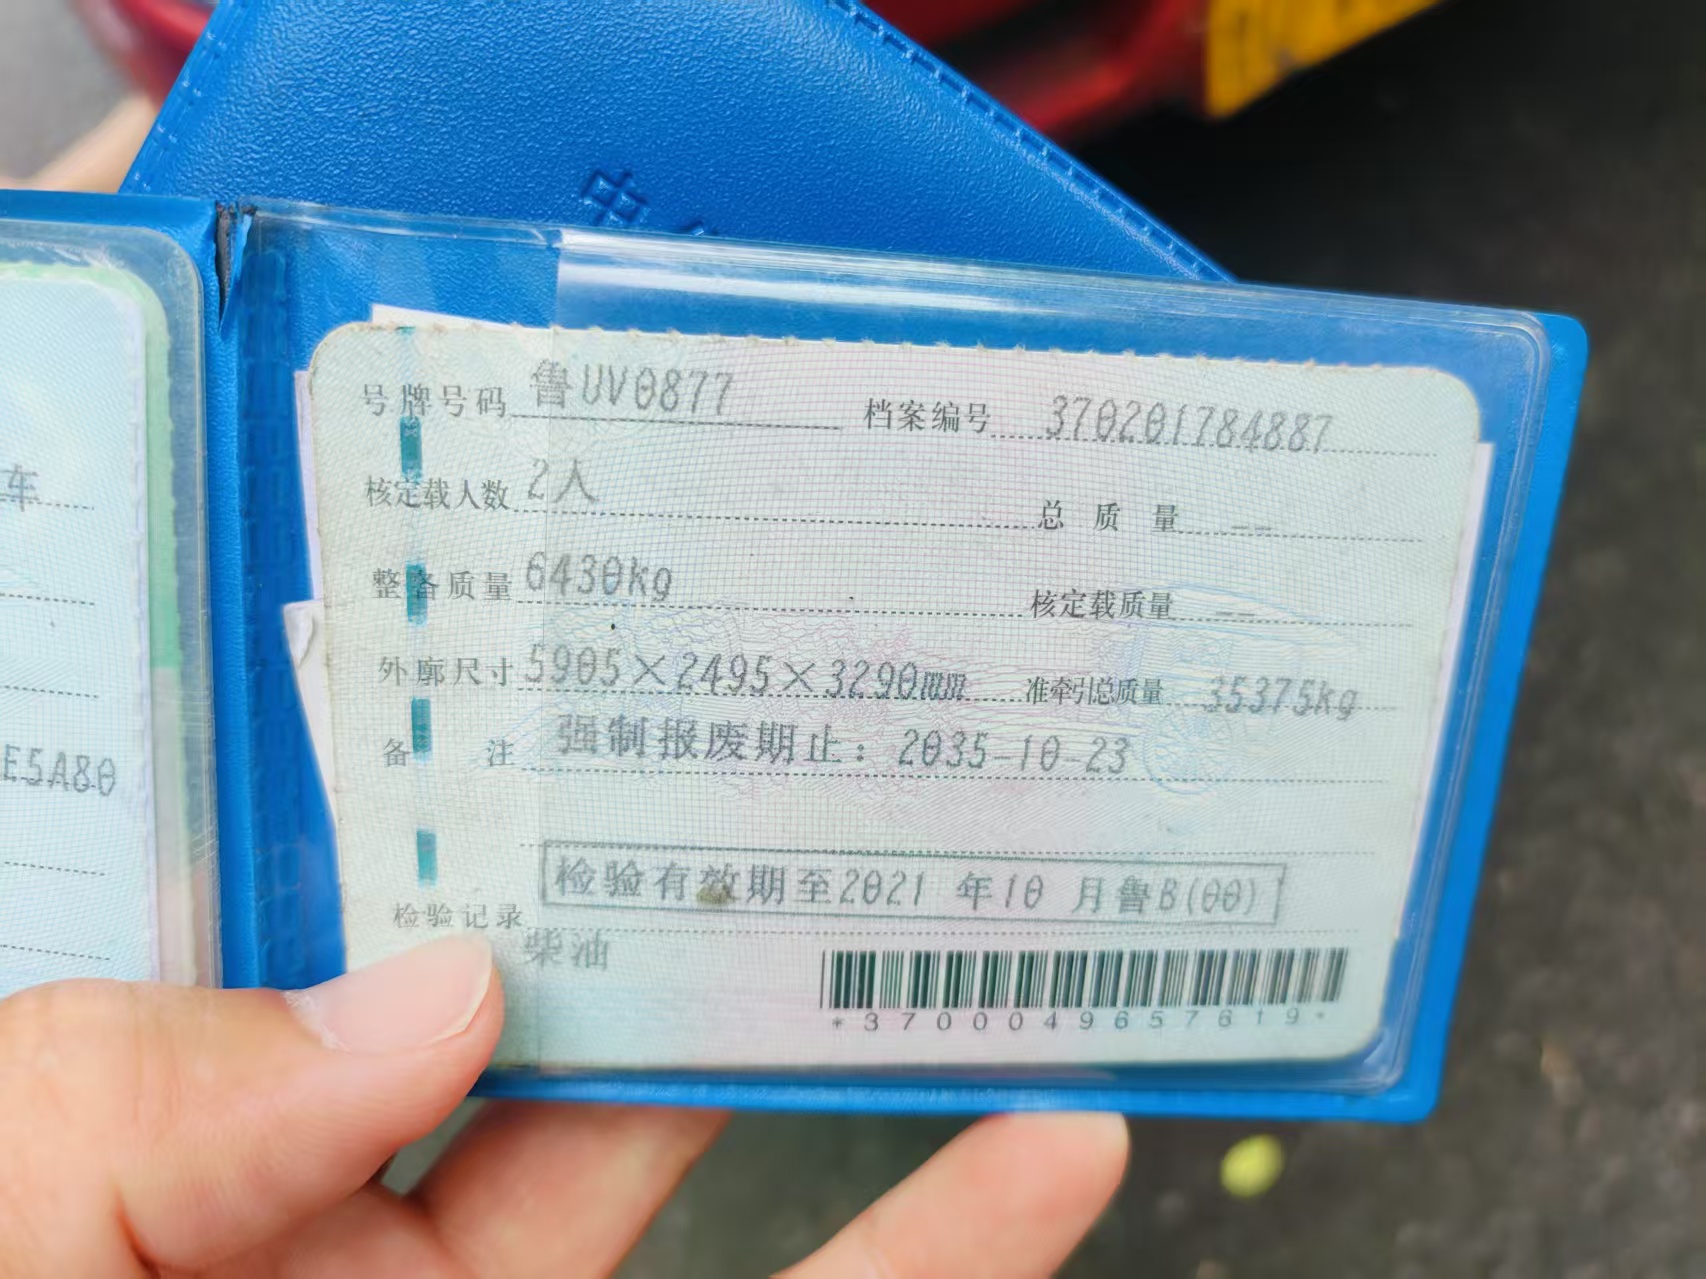 中
车
E5A80
号牌号码 鲁UV0877 档案编号 370201784887
核定载人数 2人 总质量 --
整备质量 6430kg 核定载质量 --
外廓尺寸 5905×2495×3290mm 准牵引总质量 35375kg
备注 强制报废期止：2035-10-23
检验有效期至2021 年10 月鲁B(00)
检验记录
柴油
*3700049657619*